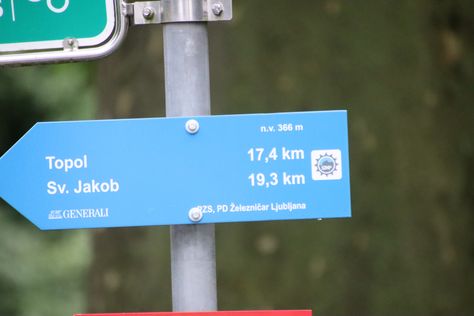 n.v. 366 m
Topol 17,4 km
Sv. Jakob 19,3 km
GENERALI
PZS, PD Železničar Ljubljana